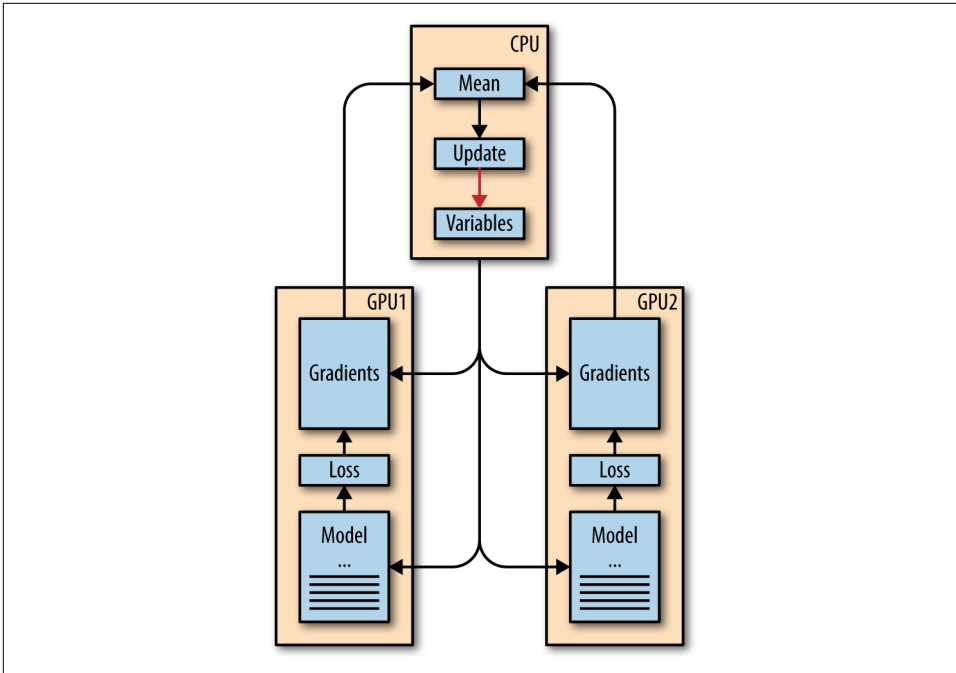 CPU
Mean
Update
Variables
GPU1
Gradients
Loss
Model
...
GPU2
Gradients
Loss
Model
...